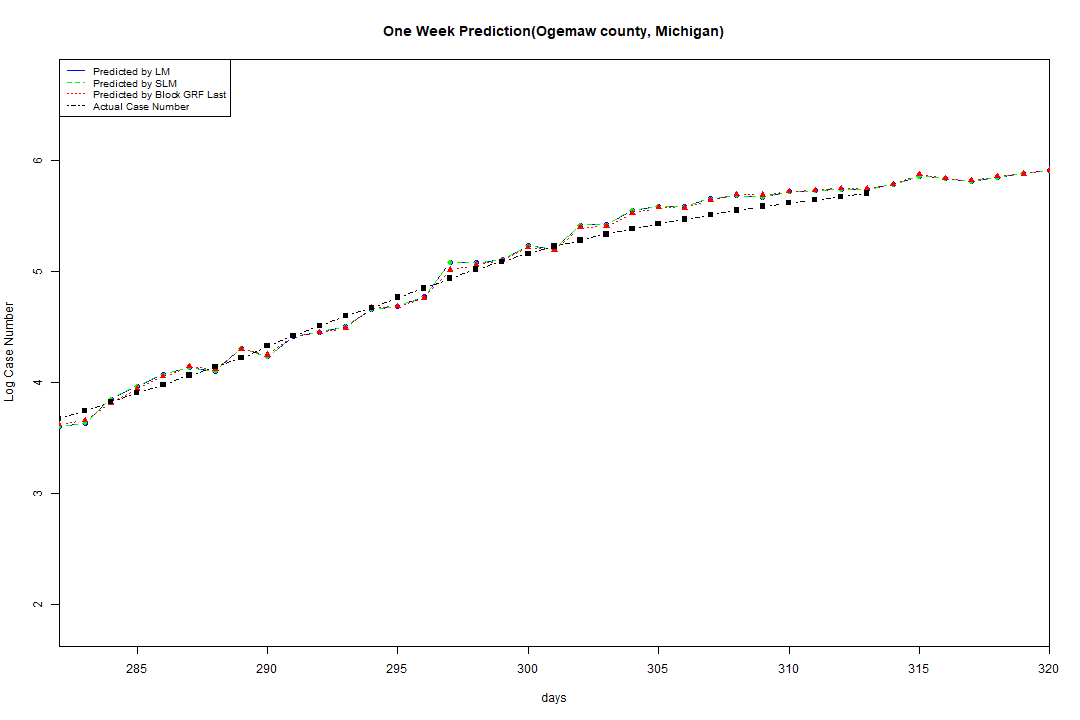 One Week Prediction(Ogemaw county, Michigan)
Predicted by LM
Predicted by SLM
Predicted by Block GRF Last
Actual Case Number
6
5
4
3
2
Log Case Number
285 290 295 300 305 310 315 320
days